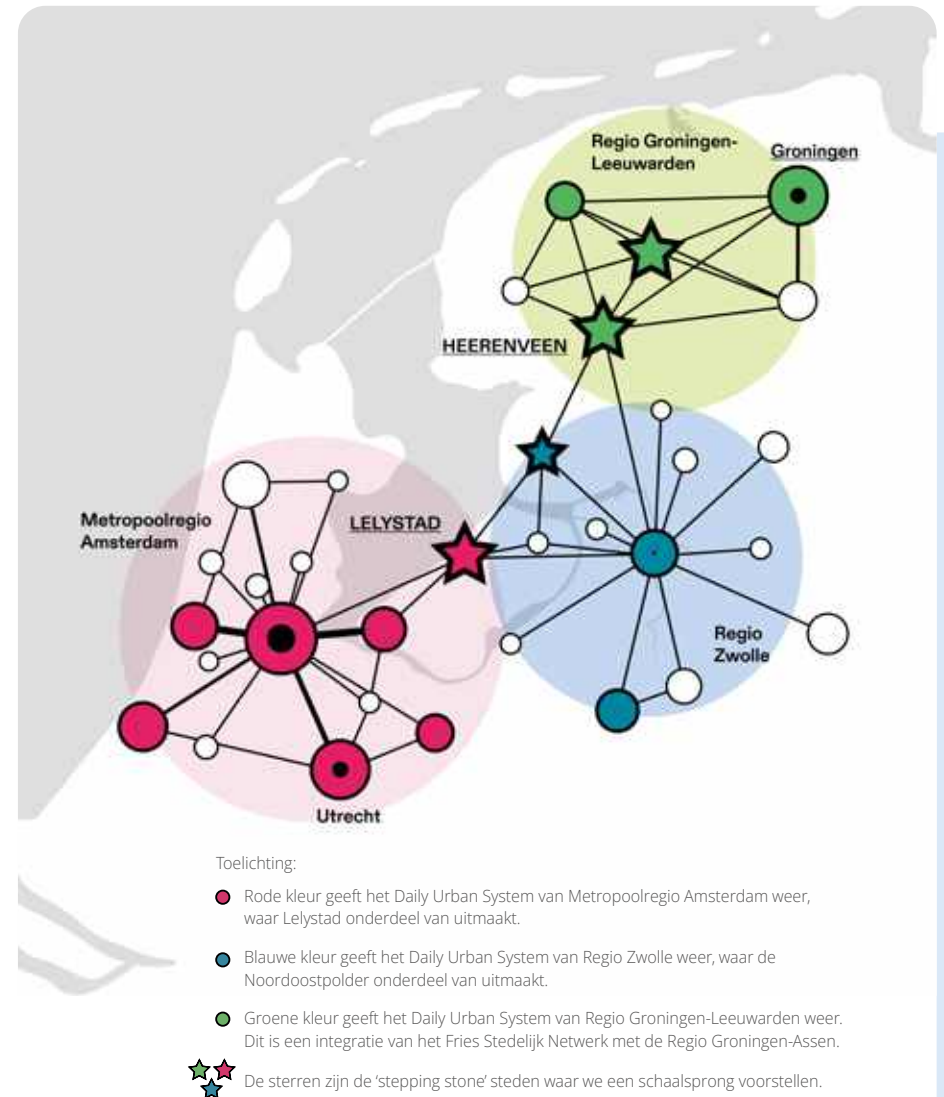 Regio Groningen-
Leeuwarden
Groningen
HEERENVEEN
Metropoolregio
Amsterdam
LELYSTAD
Regio
Zwolle
Utrecht
Toelichting:
Rode kleur geeft het Daily Urban System van Metropoolregio Amsterdam weer,
waar Lelystad onderdeel van uitmaakt.
Blauwe kleur geeft het Daily Urban System van Regio Zwolle weer, waar de
Noordoostpolder onderdeel van uitmaakt.
Groene kleur geeft het Daily Urban System van Regio Groningen-Leeuwarden weer.
Dit is een integratie van het Fries Stedelijk Netwerk met de Regio Groningen-Assen.
De sterren zijn de ‘stepping stone’ steden waar we een schaalsprong voorstellen.